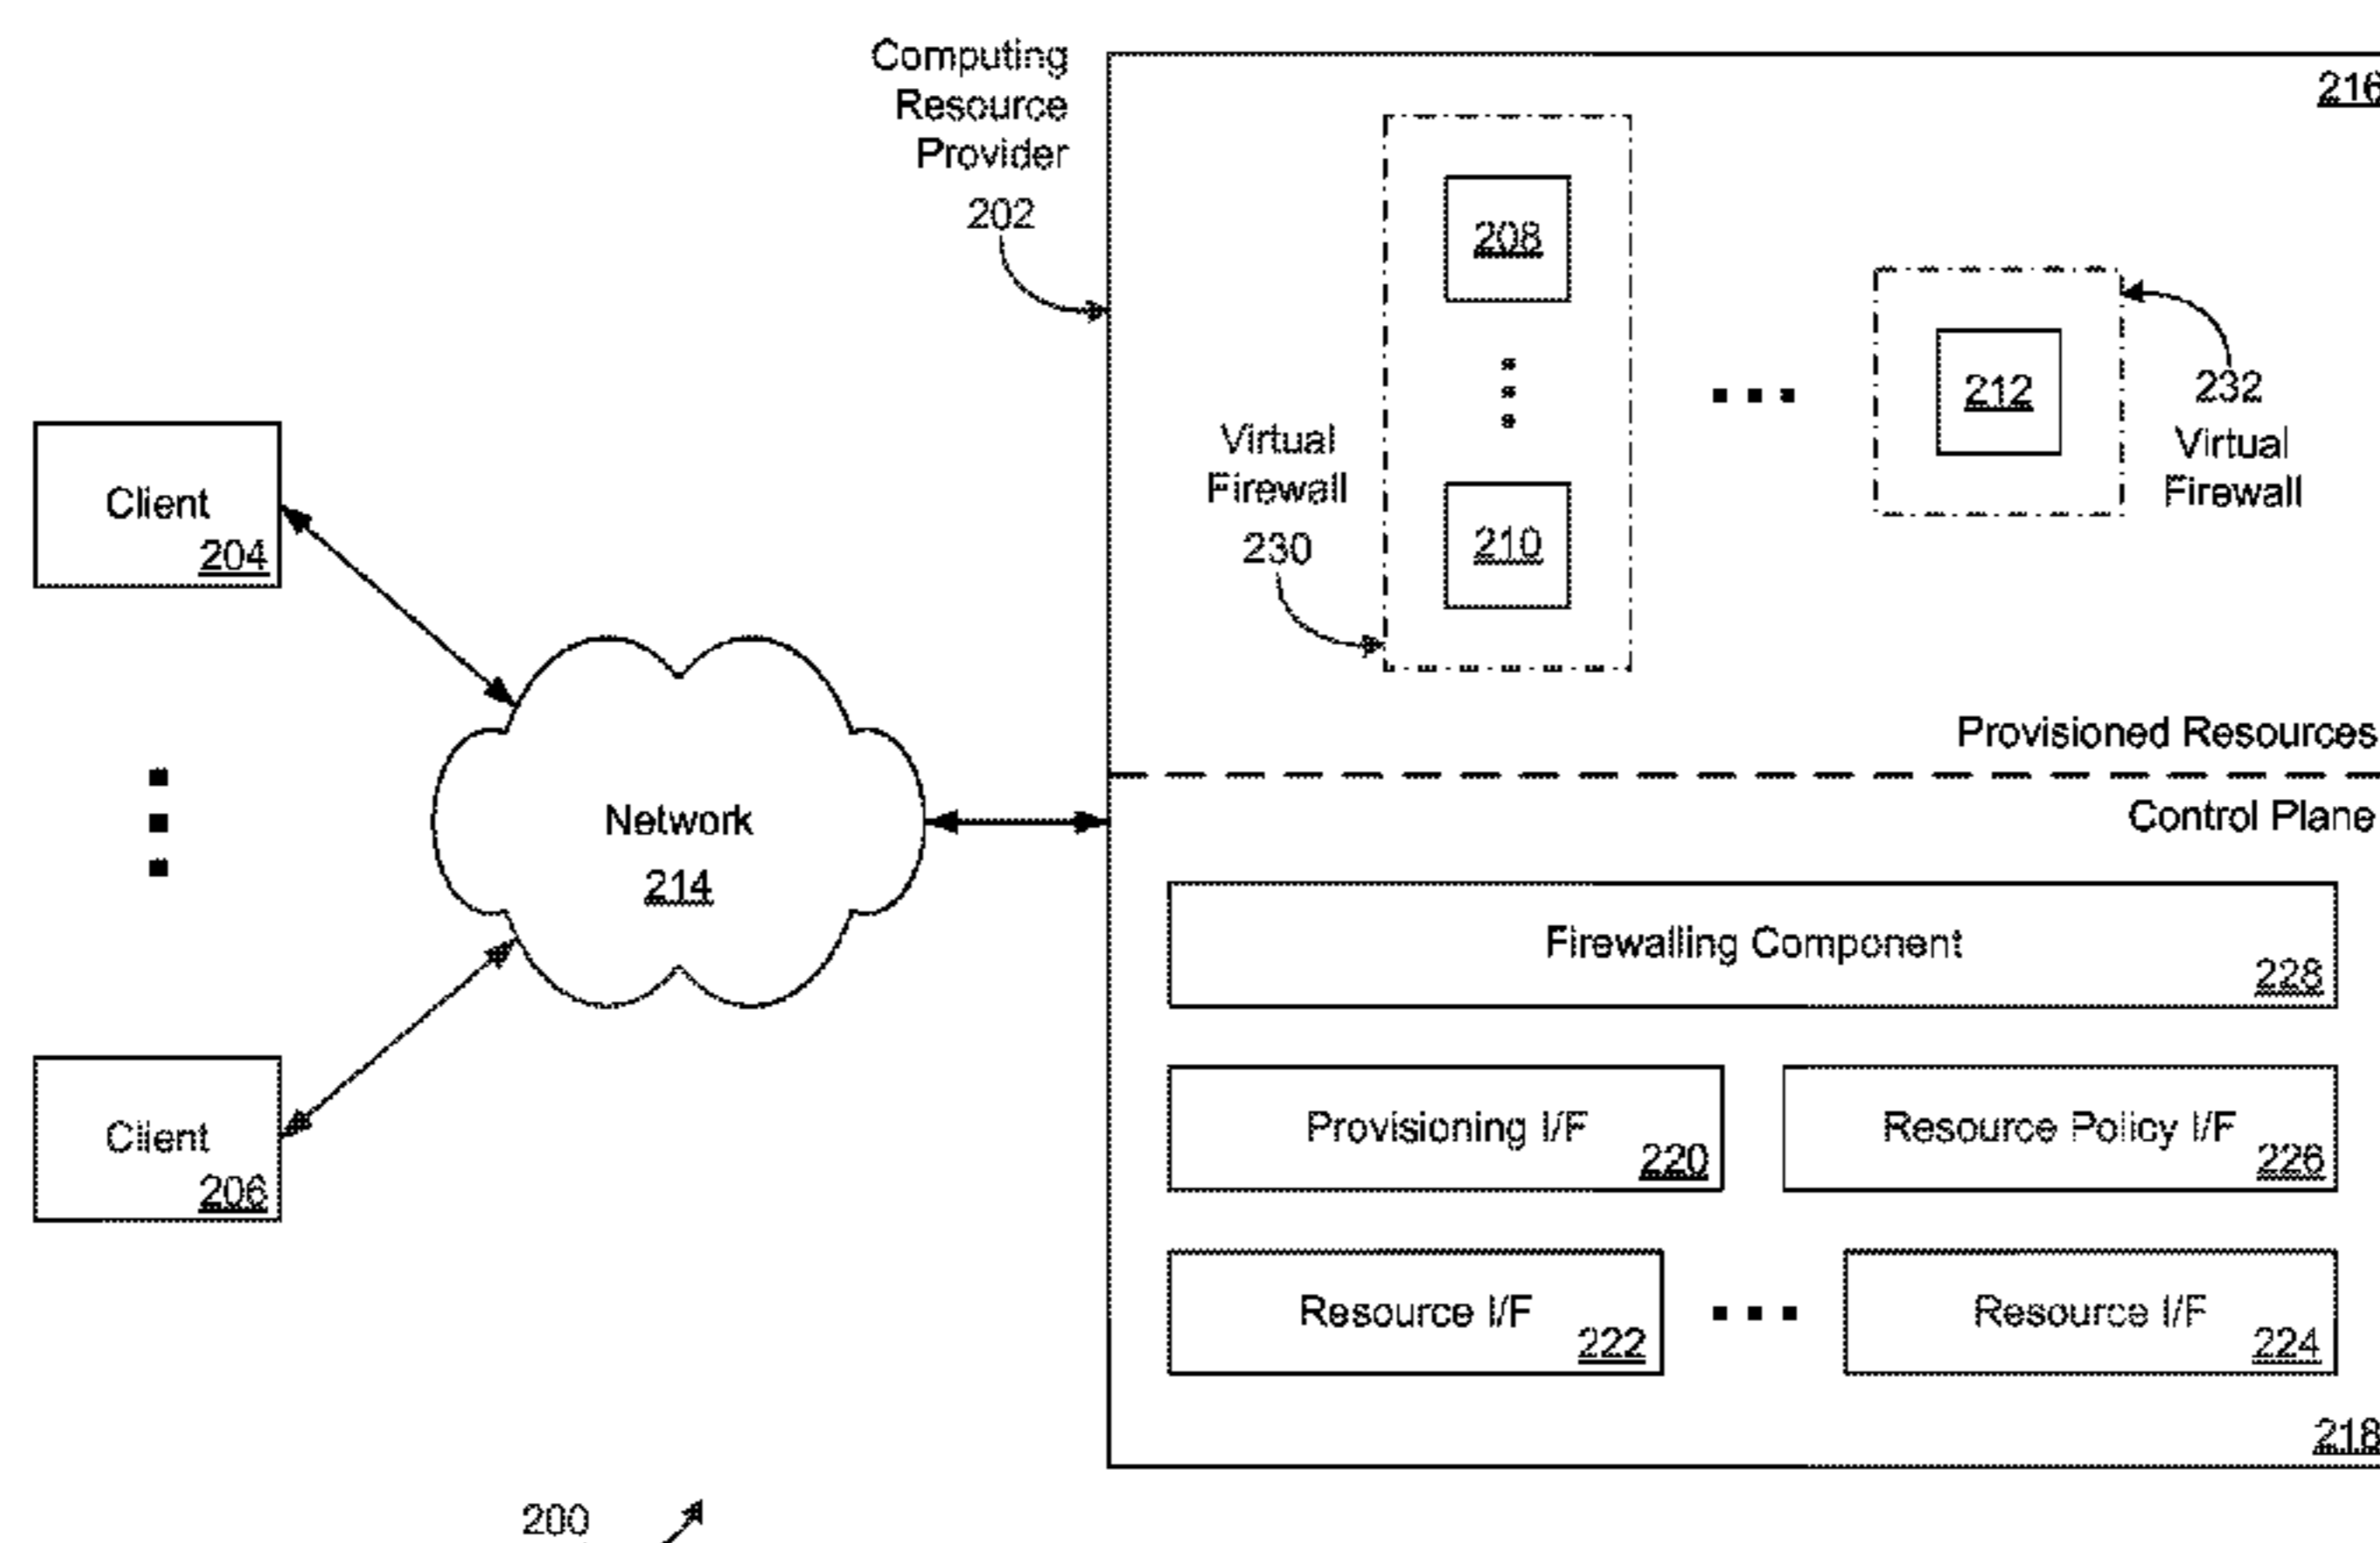 Computing
Resource
Provider
202
216
208
210
Virtual
Firewall
230
212
232
Virtual
Firewall
Client
204
Network
214
Client
206
Provisioned Resources
Control Plane
Firewalling Component
228
Provisioning I/F
220
Resource Policy I/F
226
Resource I/F
222
Resource I/F
224
218
200